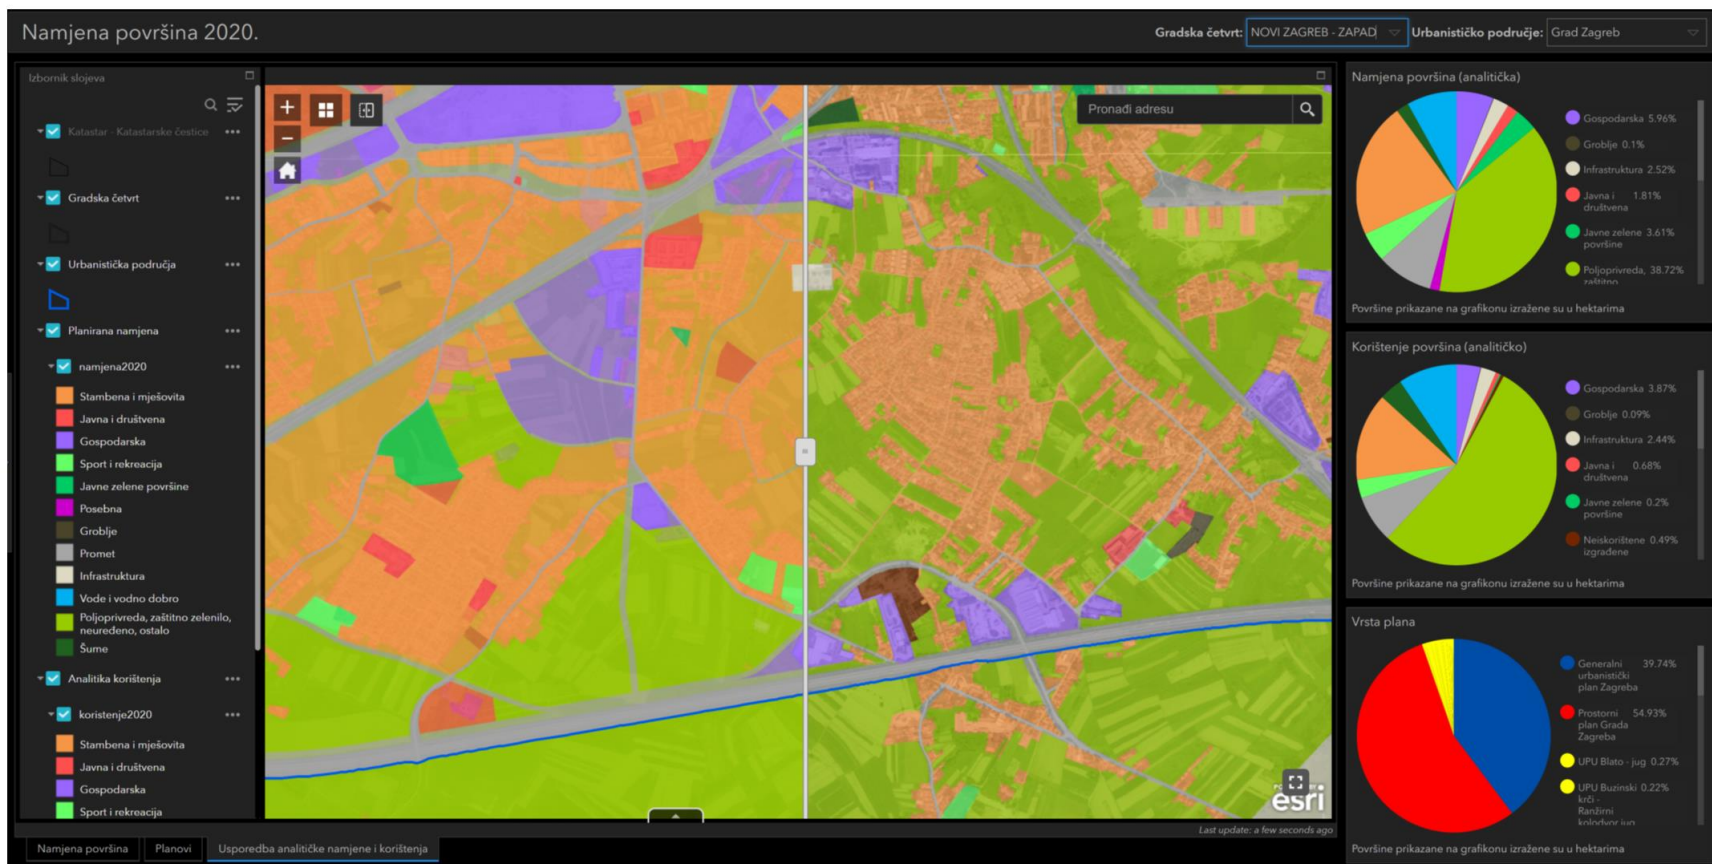 Namjena površina 2020.
Gradska četvrt: NOVI ZAGREB - ZAPAD Urbanističko područje: Grad Zagreb
Izbornik slojeva
Katastar - Katastarske čestice
Gradska četvrt
Urbanistička područja
Planirana namjena
namjena2020
Stambena i mješovita
Javna i društvena
Gospodarska
Sport i rekreacija
Javne zelene površine
Posebna
Groblje
Promet
Infrastruktura
Vode i vodno dobro
Poljoprivreda, zaštitno zelenilo,
neuređeno, ostalo
Šume
Analitika korištenja
koristenje2020
Stambena i mješovita
Javna i društvena
Gospodarska
Sport i rekreacija
Pronađi adresu
esri
Last update: a few seconds ago
Namjena površina (analitička)
Gospodarska 5.96%
Groblje 0.1%
Infrastruktura 2.52%
Javna i 1.81%
društvena
Javne zelene 3.61%
površine
Poljoprivreda, 38.72%
zaštitno
Površine prikazane na grafikonu izražene su u hektarima
Korištenje površina (analitičko)
Gospodarska 3.87%
Groblje 0.09%
Infrastruktura 2.44%
Javna i 0.68%
društvena
Javne zelene 0.2%
površine
Neiskorištene 0.49%
izgrađene
Površine prikazane na grafikonu izražene su u hektarima
Vrsta plana
Generalni 39.74%
urbanistički
plan Zagreba
Prostorni 54.93%
plan Grada
Zagreba
UPU Blato - jug 0.27%
UPU Buzinski 0.22%
krči -
Ranžirni
kolodvor jug
Površine prikazane na grafikonu izražene su u hektarima
Namjena površina Planovi Usporedba analitičke namjene i korištenja